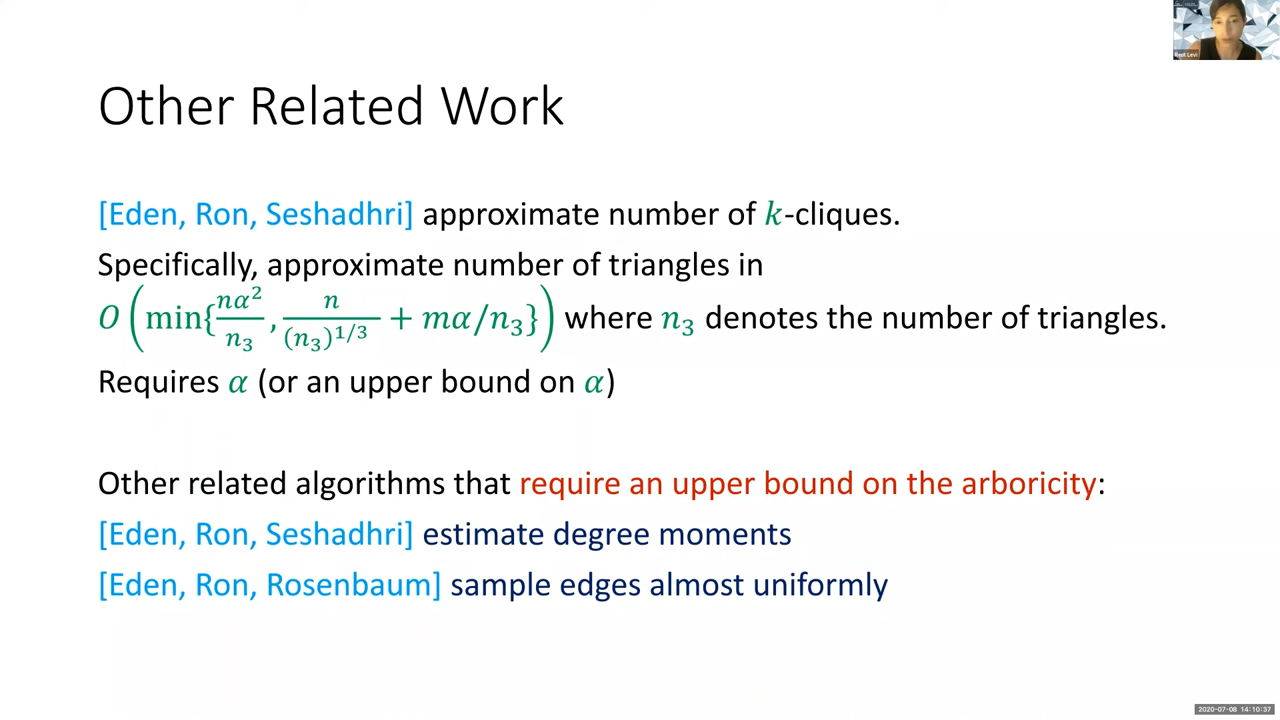 Reut Levi
Other Related Work
[Eden, Ron, Seshadhri] approximate number of k-cliques.
Specifically, approximate number of triangles in
O(min{nα²/n₃, n/(n₃)^{1/3} + mα/n₃}) where n₃ denotes the number of triangles.
Requires α (or an upper bound on α)
Other related algorithms that require an upper bound on the arboricity:
[Eden, Ron, Seshadhri] estimate degree moments
[Eden, Ron, Rosenbaum] sample edges almost uniformly
2020-07-08 14:10:37